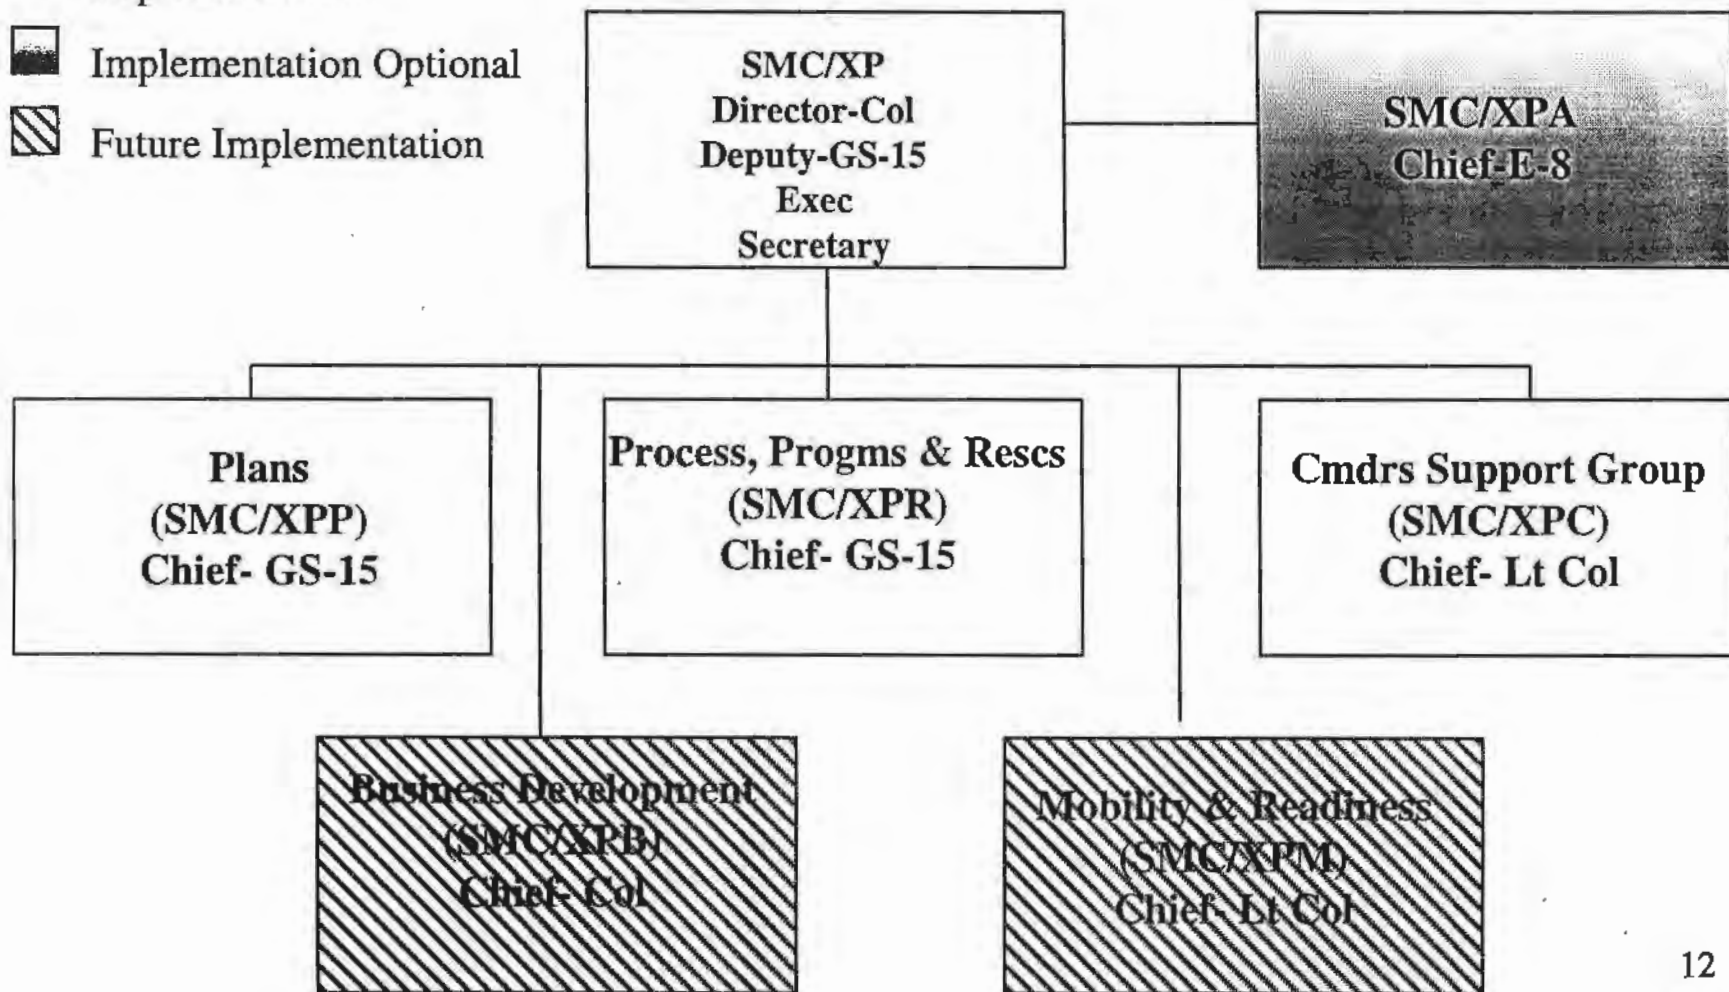 Implementation Optional
Future Implementation
SMC/XP
Director-Col
Deputy-GS-15
Exec
Secretary
SMC/XPA
Chief-E-8
Plans
(SMC/XPP)
Chief- GS-15
Process, Progms & Rescs
(SMC/XPR)
Chief- GS-15
Cmdrs Support Group
(SMC/XPC)
Chief- Lt Col
Business Development
(SMC/XPB)
Chief- Col
Mobility & Readiness
(SMC/XPM)
Chief- Lt Col
12